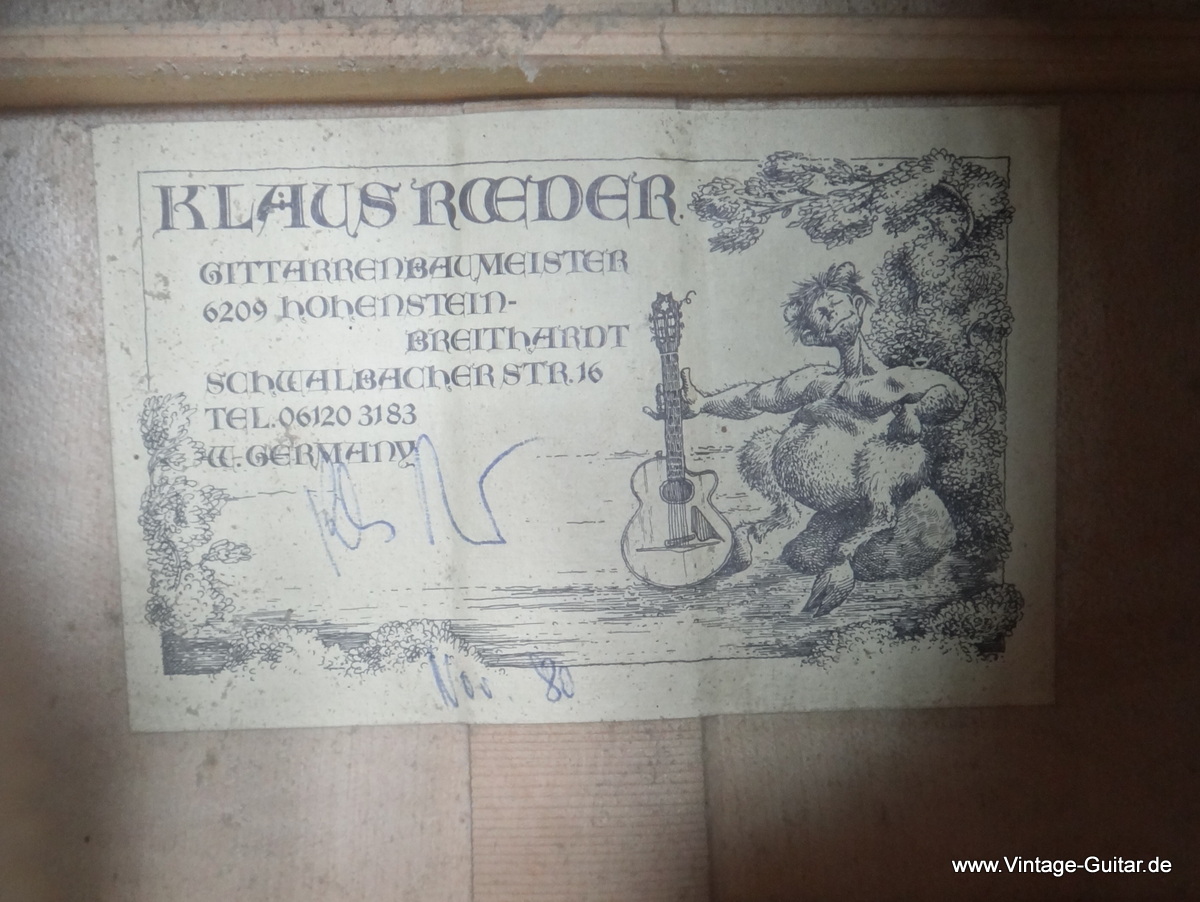 KLAUS RŒDER
GITTARRENBAUMEISTER
6209 HOHENSTEIN-
BREITHARDT
SCHWALBACHER STR. 16
TEL. 06120 3183
W. GERMANY
Nov. '80
www.Vintage-Guitar.de